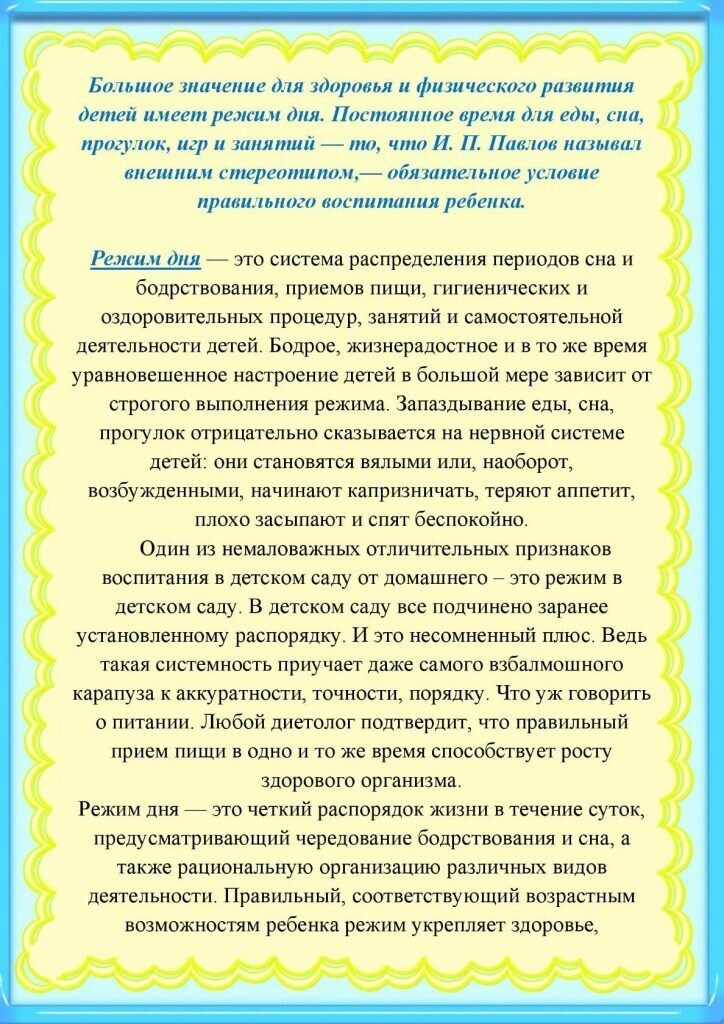 Большое значение для здоровья и физического развития
детей имеет режим дня. Постоянное время для еды, сна,
прогулок, игр и занятий — то, что И. П. Павлов называл
внешним стереотипом,— обязательное условие
правильного воспитания ребенка.
Режим дня — это система распределения периодов сна и
бодрствования, приемов пищи, гигиенических и
оздоровительных процедур, занятий и самостоятельной
деятельности детей. Бодрое, жизнерадостное и в то же время
уравновешенное настроение детей в большой мере зависит от
строгого выполнения режима. Запаздывание еды, сна,
прогулок отрицательно сказывается на нервной системе
детей: они становятся вялыми или, наоборот,
возбужденными, начинают капризничать, теряют аппетит,
плохо засыпают и спят беспокойно.
Один из немаловажных отличительных признаков
воспитания в детском саду от домашнего – это режим в
детском саду. В детском саду все подчинено заранее
установленному распорядку. И это несомненный плюс. Ведь
такая системность приучает даже самого взбалмошного
карапуза к аккуратности, точности, порядку. Что уж говорить
о питании. Любой диетолог подтвердит, что правильный
прием пищи в одно и то же время способствует росту
здорового организма.
Режим дня — это четкий распорядок жизни в течение суток,
предусматривающий чередование бодрствования и сна, а
также рациональную организацию различных видов
деятельности. Правильный, соответствующий возрастным
возможностям ребенка режим укрепляет здоровье,